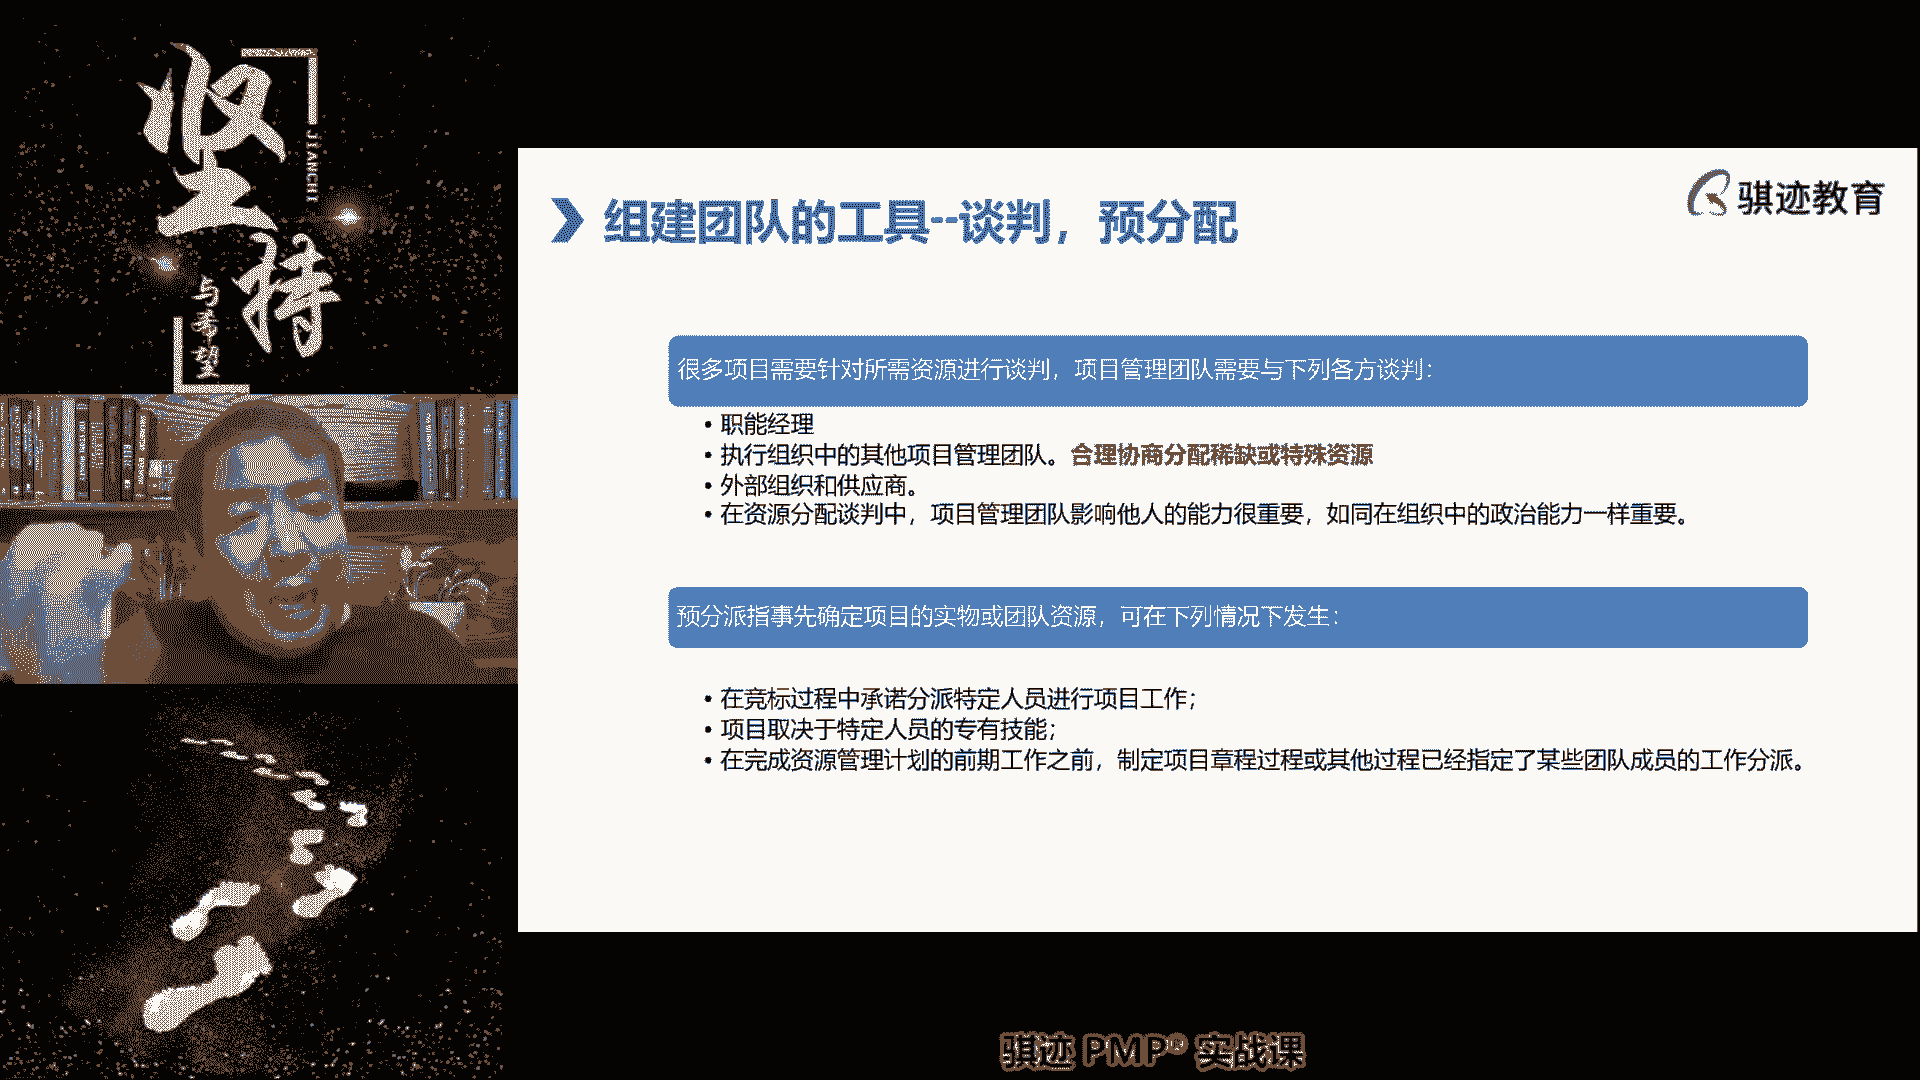 坚持
JIANCHI
与希望
骐迹教育
组建团队的工具--谈判，预分配
很多项目需要针对所需资源进行谈判，项目管理团队需要与下列各方谈判：
• 职能经理
• 执行组织中的其他项目管理团队。合理协商分配稀缺或特殊资源
• 外部组织和供应商。
• 在资源分配谈判中，项目管理团队影响他人的能力很重要，如同在组织中的政治能力一样重要。
预分派指事先确定项目的实物或团队资源，可在下列情况下发生：
• 在竞标过程中承诺分派特定人员进行项目工作；
• 项目取决于特定人员的专有技能；
• 在完成资源管理计划的前期工作之前，制定项目章程过程或其他过程已经指定了某些团队成员的工作分派。
骐迹 PMP® 实战课